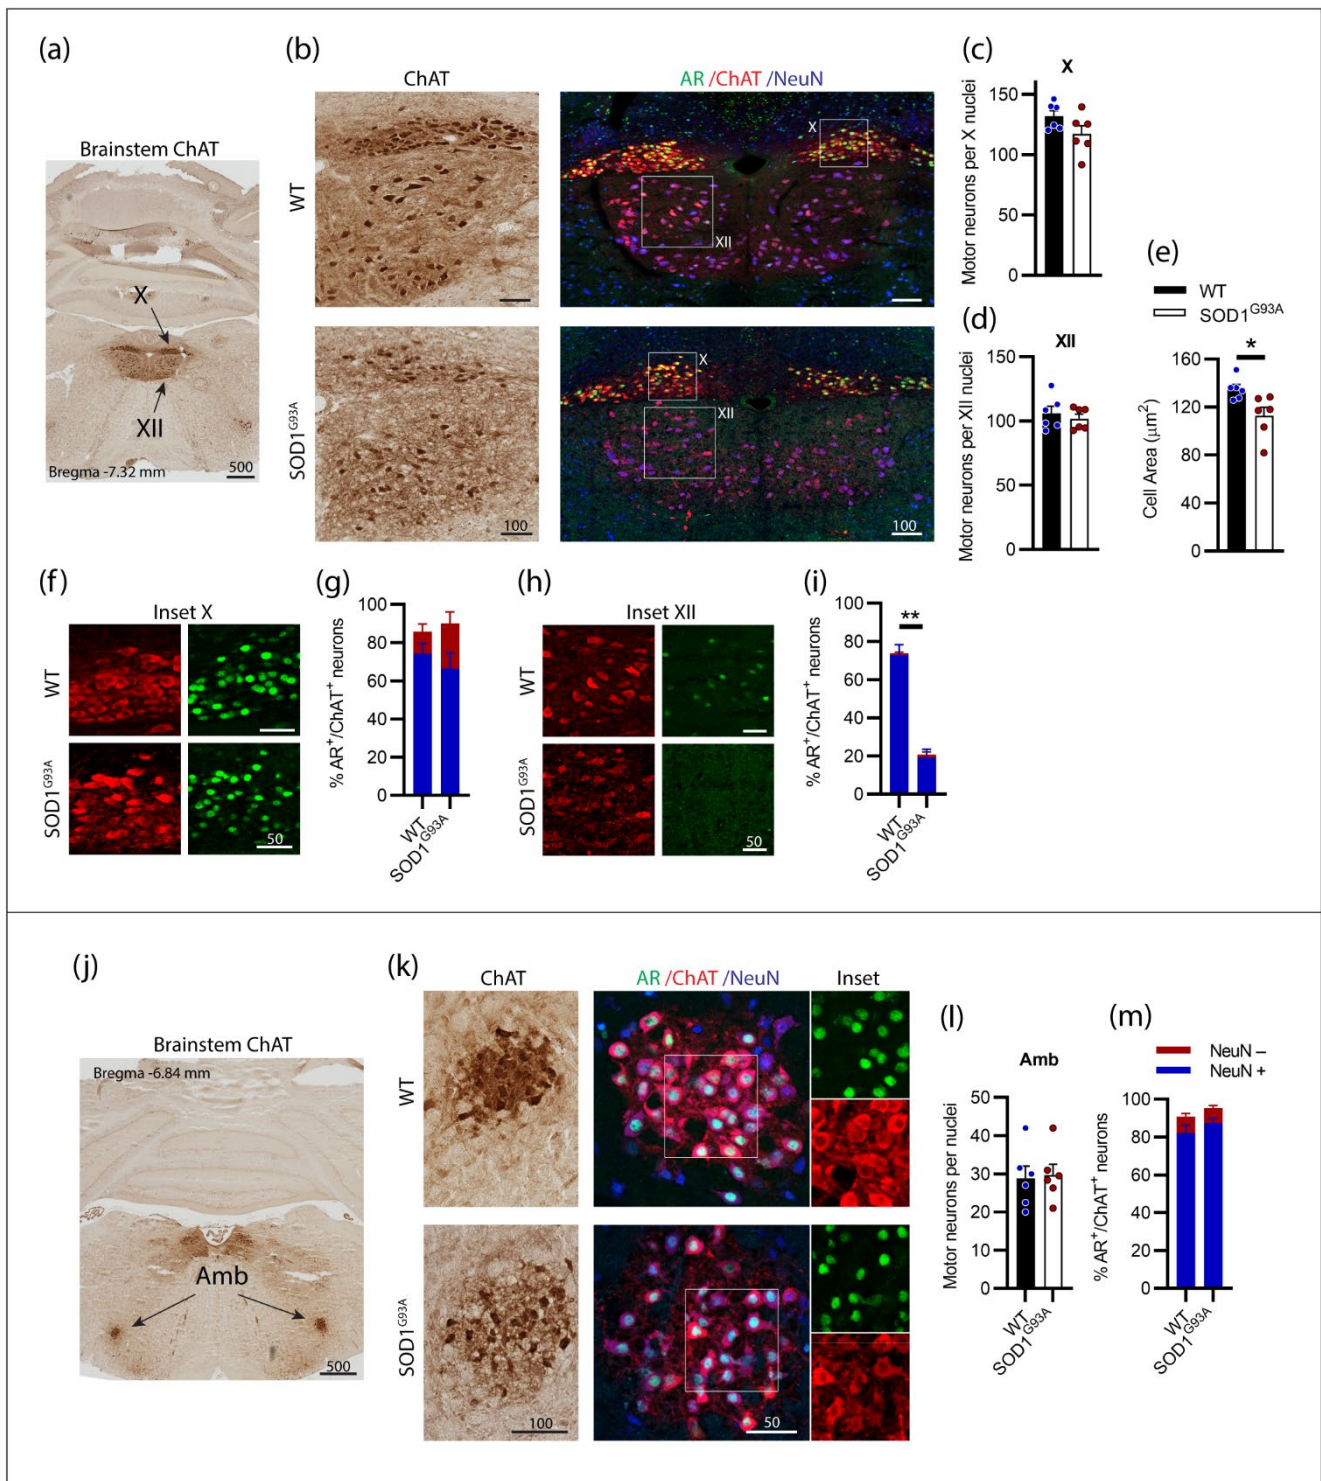 (a)
Brainstem ChAT
X
XII
Bregma -7.32 mm
500
(b)
ChAT
AR /ChAT /NeuN
WT
X
XII
SOD1G93A
X
XII
100
100
(c)
X
Motor neurons per X nuclei
150
100
50
0
(d)
XII
Motor neurons per XII nuclei
150
100
50
0
(e)
WT
SOD1G93A
*
Cell Area (μm2)
160
120
80
40
0
(f)
Inset X
WT
SOD1G93A
50
(g)
% AR+/ChAT+ neurons
100
80
60
40
20
0
WT
SOD1G93A
(h)
Inset XII
WT
SOD1G93A
50
(i)
% AR+/ChAT+ neurons
100
80
60
40
20
0
**
WT
SOD1G93A
(j)
Brainstem ChAT
Bregma -6.84 mm
Amb
500
(k)
ChAT
AR /ChAT /NeuN
Inset
WT
SOD1G93A
100
50
(l)
Amb
Motor neurons per nuclei
50
40
30
20
10
0
WT
SOD1G93A
(m)
NeuN –
NeuN +
% AR+/ChAT+ neurons
100
80
60
40
20
0
WT
SOD1G93A